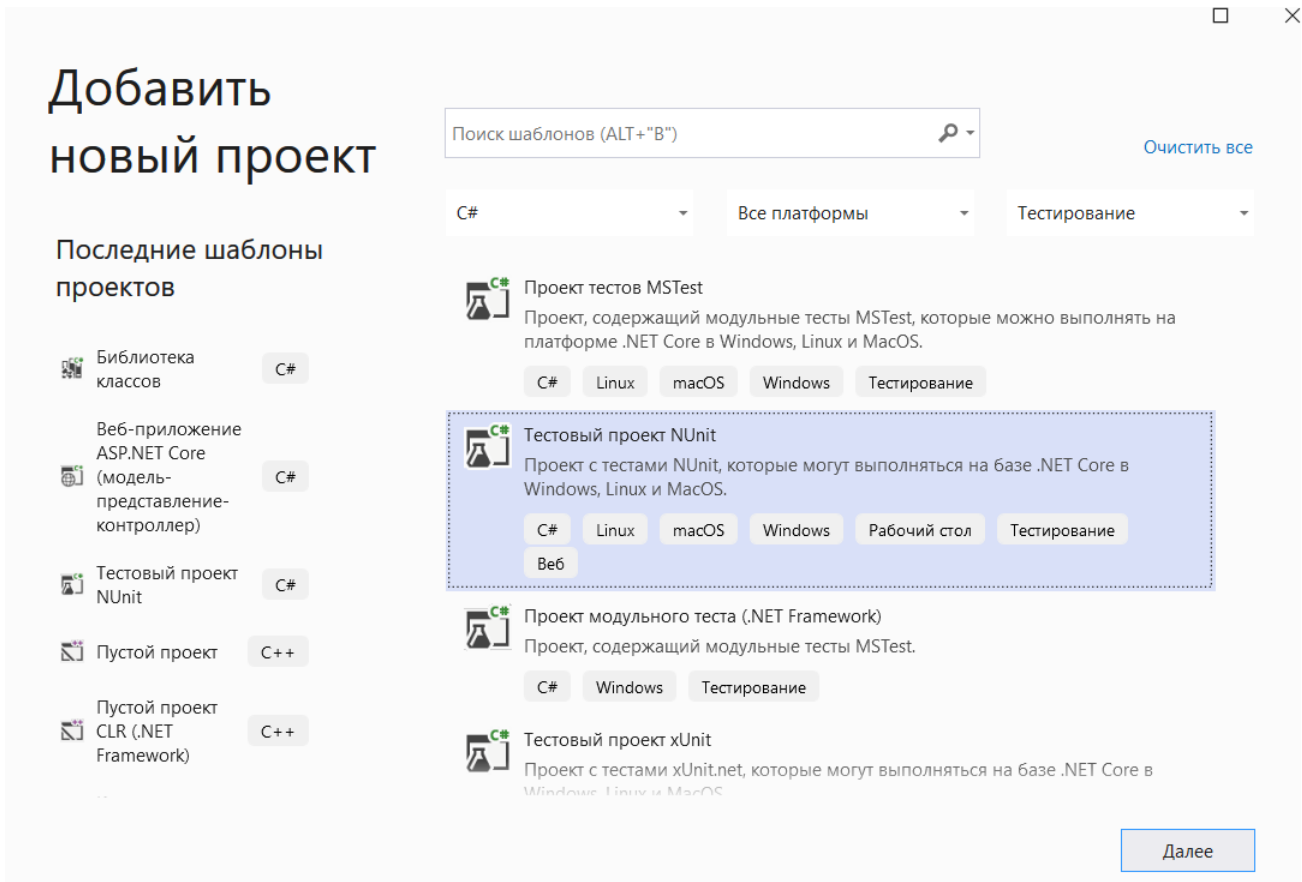 Добавить
новый проект
Последние шаблоны
проектов
Библиотека
классов
C#
Веб-приложение
ASP.NET Core
(модель-
представление-
контроллер)
C#
Тестовый проект
NUnit
C#
Пустой проект
C++
Пустой проект
CLR (.NET
Framework)
C++
Поиск шаблонов (ALT+"B")
Очистить все
C#
Все платформы
Тестирование
Проект тестов MSTest
Проект, содержащий модульные тесты MSTest, которые можно выполнять на
платформе .NET Core в Windows, Linux и MacOS.
C# Linux macOS Windows Тестирование
Тестовый проект NUnit
Проект с тестами NUnit, которые могут выполняться на базе .NET Core в
Windows, Linux и MacOS.
C# Linux macOS Windows Рабочий стол Тестирование
Веб
Проект модульного теста (.NET Framework)
Проект, содержащий модульные тесты MSTest.
C# Windows Тестирование
Тестовый проект xUnit
Проект с тестами xUnit.net, которые могут выполняться на базе .NET Core в
Windows, Linux и MacOS.
Далее